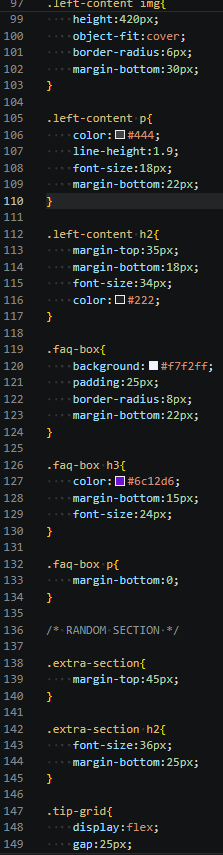 97 .left-content img{
99 height:420px;
100 object-fit:cover;
101 border-radius:6px;
102 margin-bottom:30px;
103 }
104
105 .left-content p{
106 color:#444;
107 line-height:1.9;
108 font-size:18px;
109 margin-bottom:22px;
110 }
111
112 .left-content h2{
113 margin-top:35px;
114 margin-bottom:18px;
115 font-size:34px;
116 color:#222;
117 }
118
119 .faq-box{
120 background:#f7f2ff;
121 padding:25px;
122 border-radius:8px;
123 margin-bottom:22px;
124 }
125
126 .faq-box h3{
127 color:#6c12d6;
128 margin-bottom:15px;
129 font-size:24px;
130 }
131
132 .faq-box p{
133 margin-bottom:0;
134 }
135
136 /* RANDOM SECTION */
137
138 .extra-section{
139 margin-top:45px;
140 }
141
142 .extra-section h2{
143 font-size:36px;
144 margin-bottom:25px;
145 }
146
147 .tip-grid{
148 display:flex;
149 gap:25px;